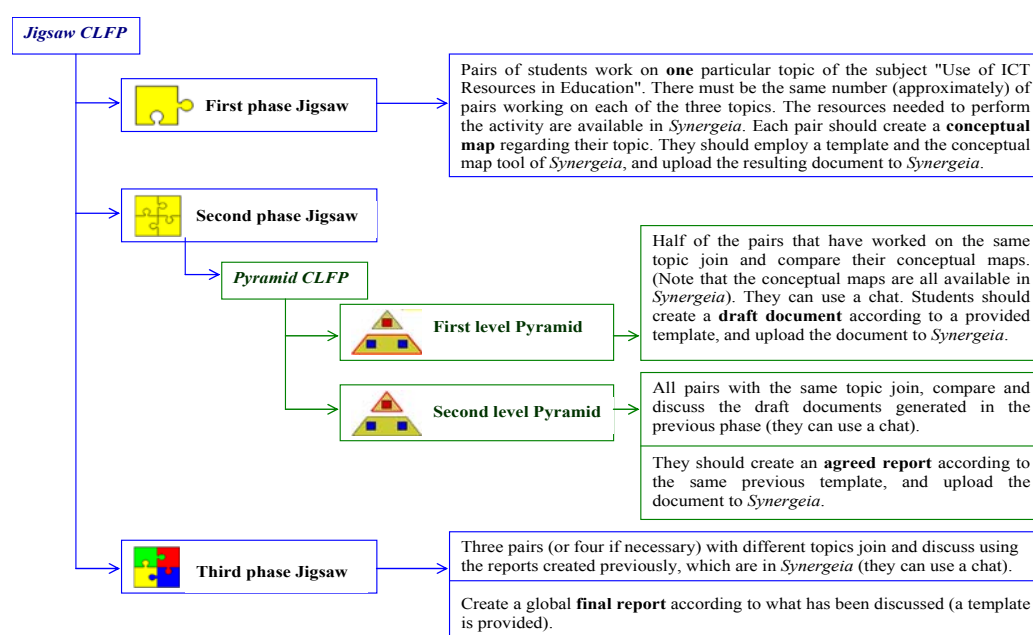 Jigsaw CLFP
First phase Jigsaw
Pairs of students work on one particular topic of the subject "Use of ICT
Resources in Education". There must be the same number (approximately) of
pairs working on each of the three topics. The resources needed to perform
the activity are available in Synergeia. Each pair should create a conceptual
map regarding their topic. They should employ a template and the conceptual
map tool of Synergeia, and upload the resulting document to Synergeia.
Second phase Jigsaw
Pyramid CLFP
First level Pyramid
Half of the pairs that have worked on the same
topic join and compare their conceptual maps.
(Note that the conceptual maps are all available in
Synergeia). They can use a chat. Students should
create a draft document according to a provided
template, and upload the document to Synergeia.
Second level Pyramid
All pairs with the same topic join, compare and
discuss the draft documents generated in the
previous phase (they can use a chat).
They should create an agreed report according to
the same previous template, and upload the
document to Synergeia.
Third phase Jigsaw
Three pairs (or four if necessary) with different topics join and discuss using
the reports created previously, which are in Synergeia (they can use a chat).
Create a global final report according to what has been discussed (a template
is provided).